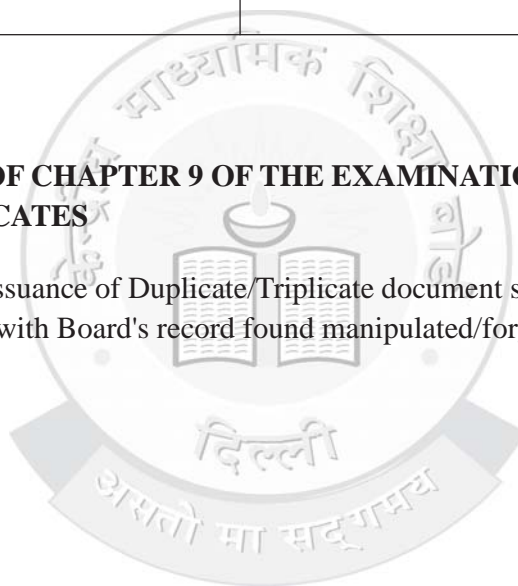 केन्द्रीय माध्यमिक शिक्षा बोर्ड
OF CHAPTER 9 OF THE EXAMINATIO
CATES
ssuance of Duplicate/Triplicate document s
with Board's record found manipulated/for
दिल्ली
असतो मा सद्गमय